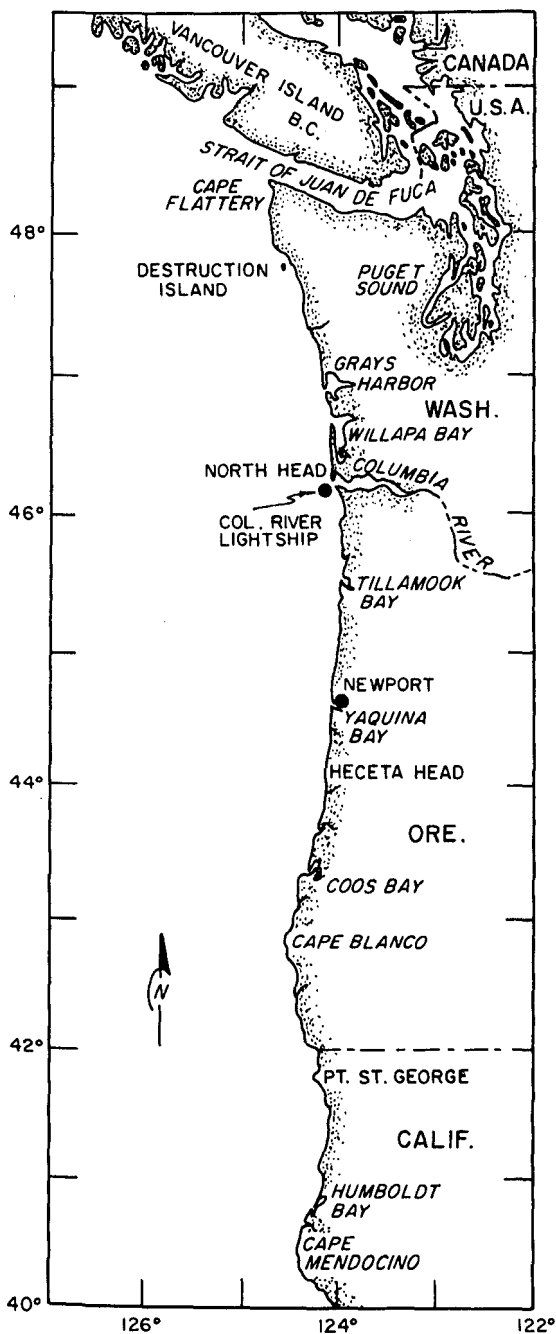 VANCOUVER ISLAND
B.C.
CANADA
U.S.A.
STRAIT OF JUAN DE FUCA
CAPE
FLATTERY
48°
DESTRUCTION
ISLAND
PUGET
SOUND
GRAYS
HARBOR
WASH.
WILLAPA BAY
NORTH HEAD
COLUMBIA
RIVER
COL. RIVER
LIGHTSHIP
46°
TILLAMOOK
BAY
NEWPORT
YAQUINA
BAY
44°
HECETA HEAD
ORE.
COOS BAY
CAPE BLANCO
N
42°
PT. ST. GEORGE
CALIF.
HUMBOLDT
BAY
CAPE
MENDOCINO
40°
126°
124°
122°